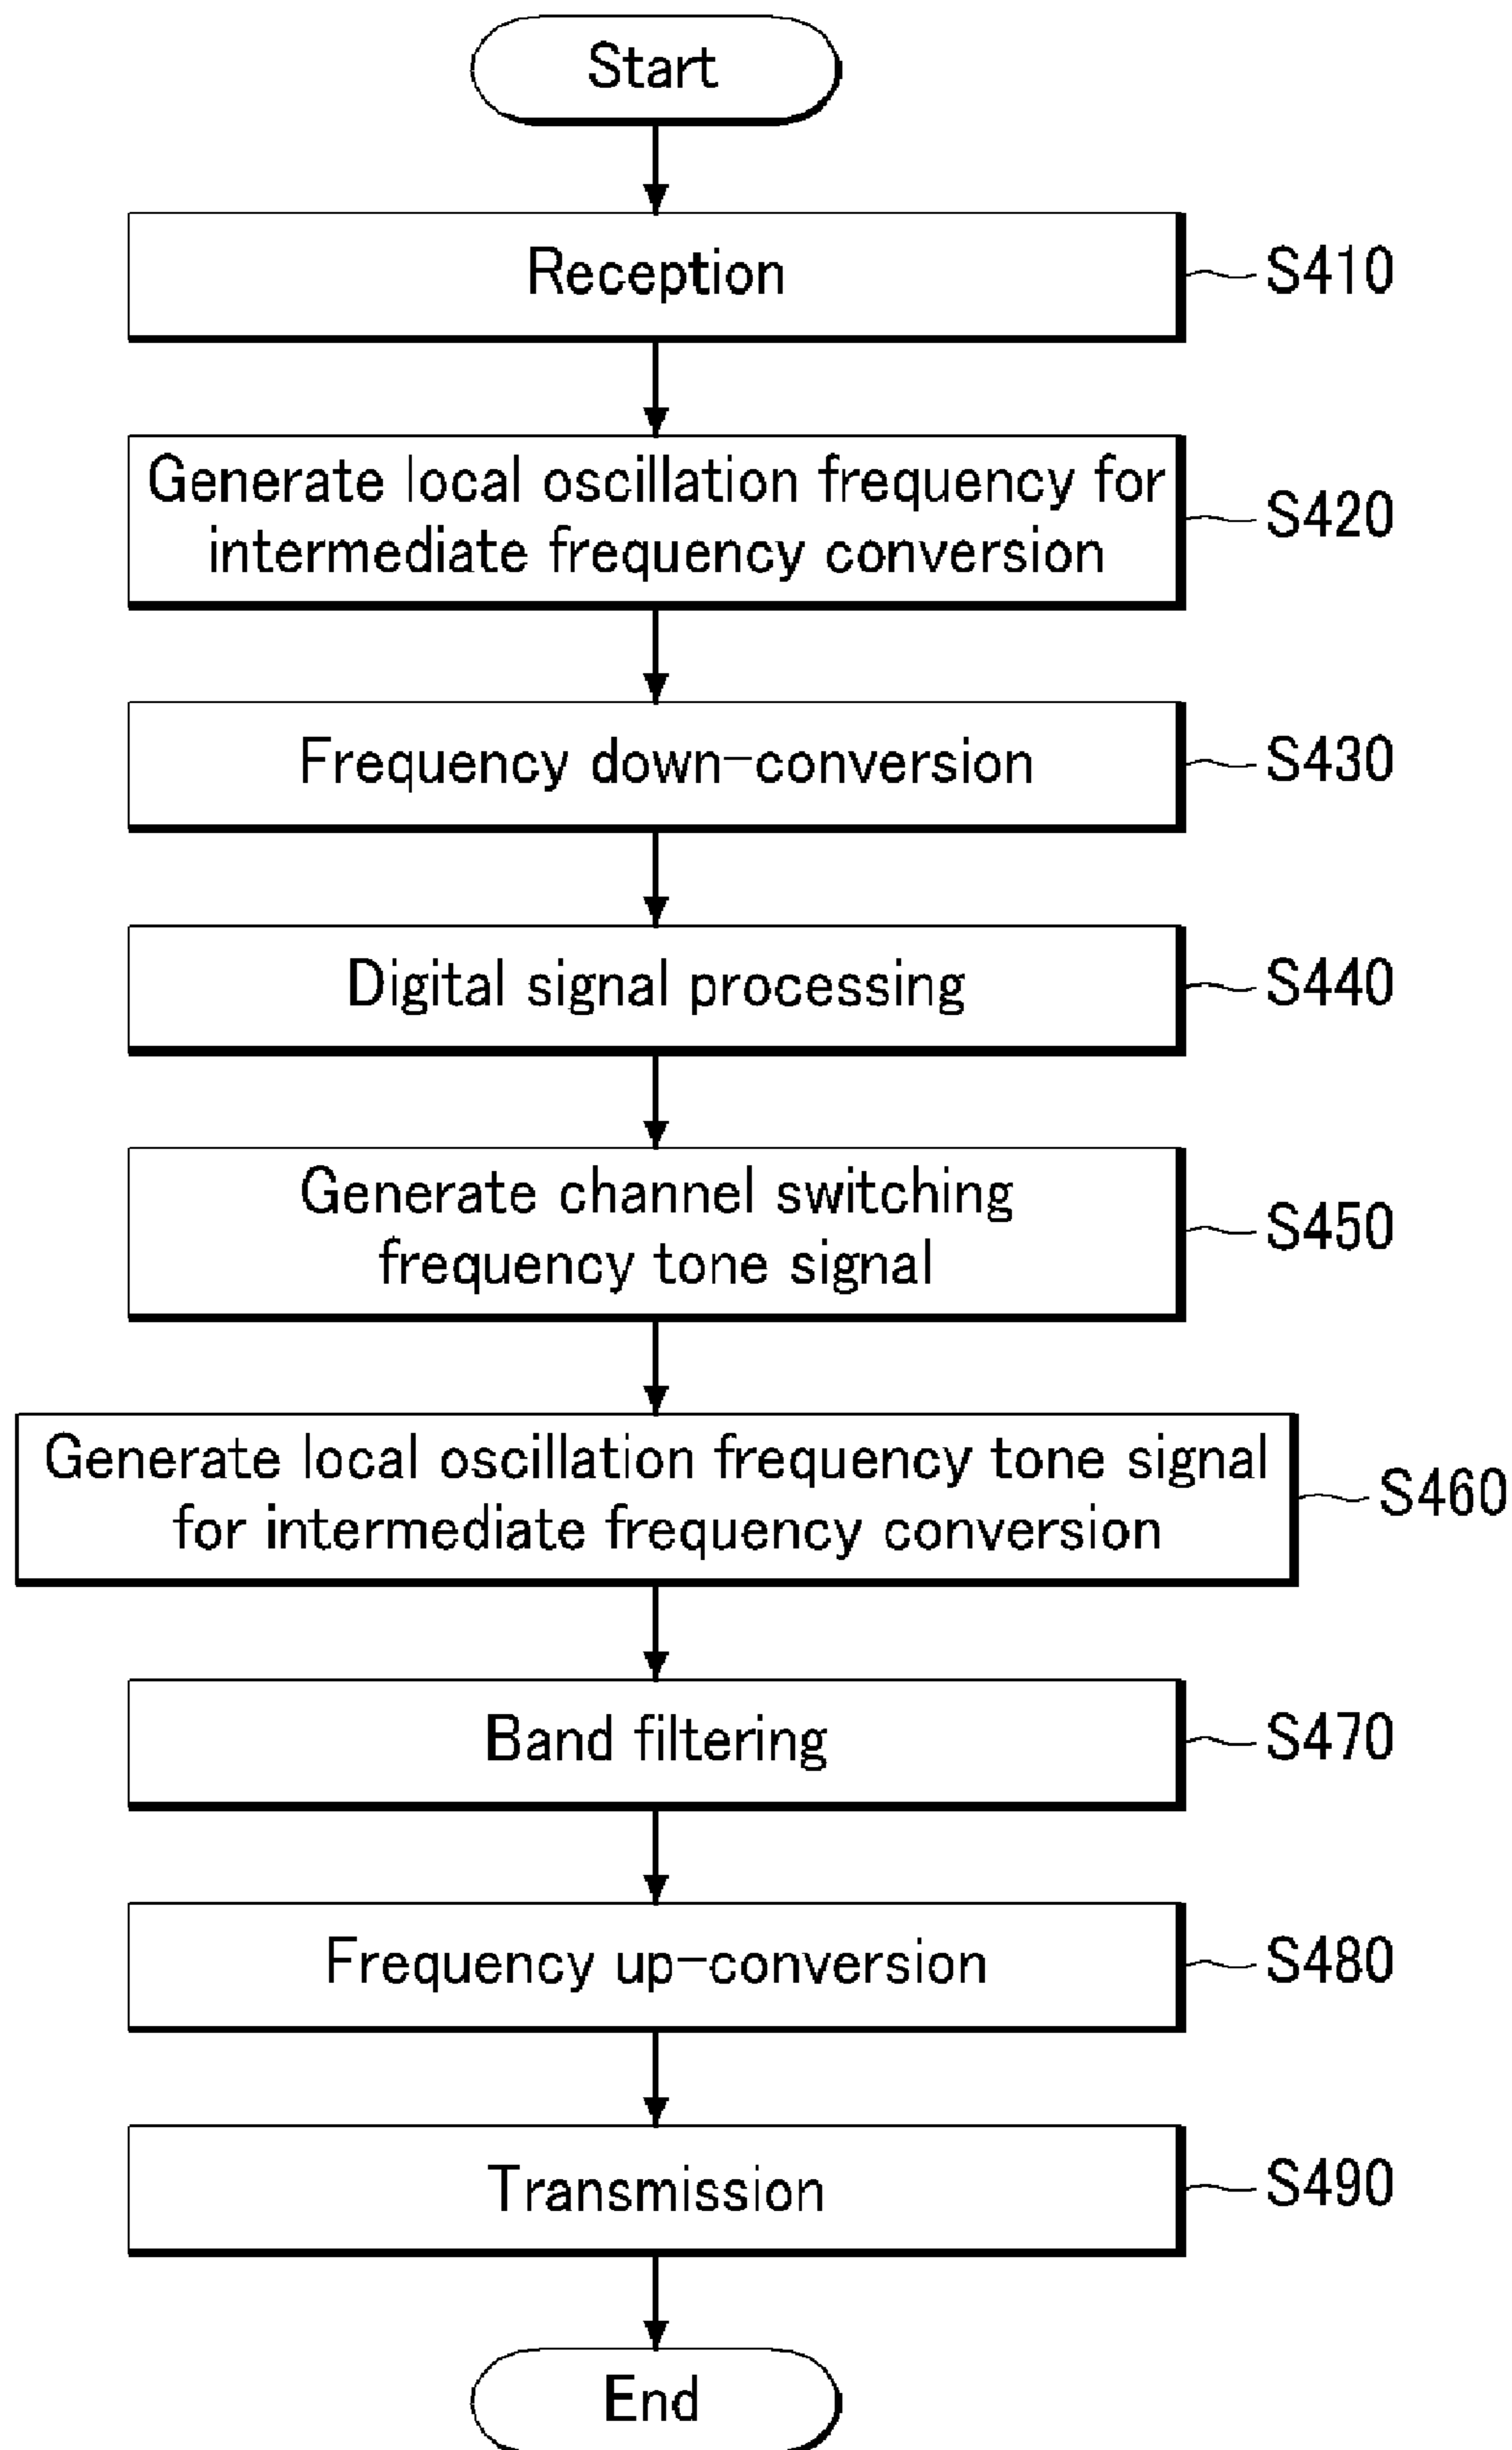 Start
Reception
S410
Generate local oscillation frequency for
intermediate frequency conversion
S420
Frequency down-conversion
S430
Digital signal processing
S440
Generate channel switching
frequency tone signal
S450
Generate local oscillation frequency tone signal
for intermediate frequency conversion
S460
Band filtering
S470
Frequency up-conversion
S480
Transmission
S490
End